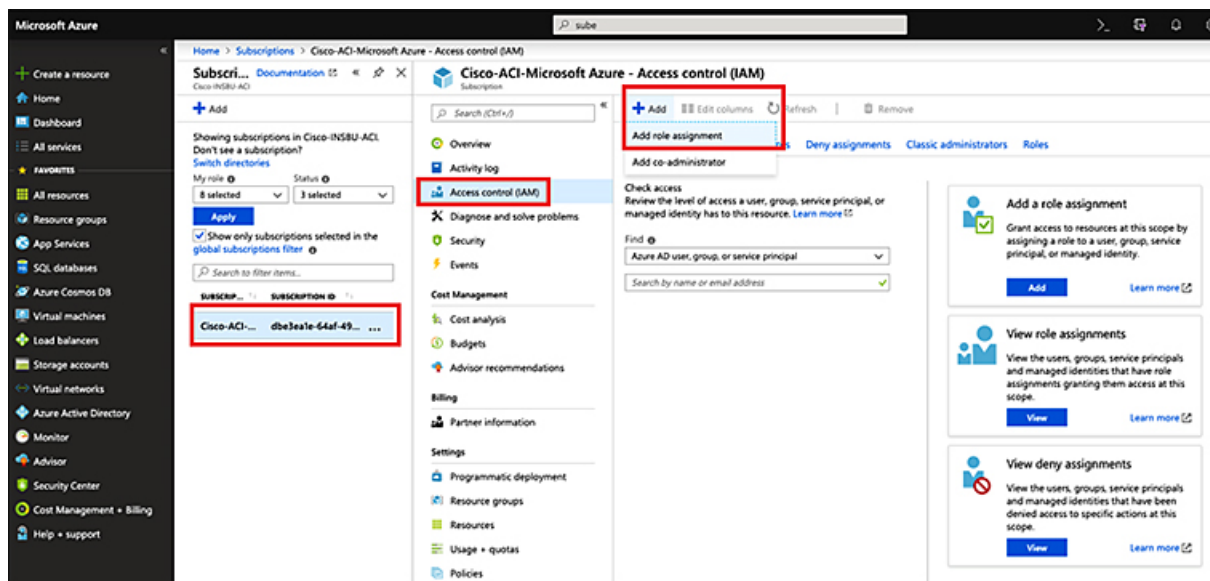 Microsoft Azure
sube
Home > Subscriptions > Cisco-ACI-Microsoft Azure - Access control (IAM)
Create a resource
Home
Dashboard
All services
FAVORITES
All resources
Resource groups
App Services
SQL databases
Azure Cosmos DB
Virtual machines
Load balancers
Storage accounts
Virtual networks
Azure Active Directory
Monitor
Advisor
Security Center
Cost Management + Billing
Help + support
Subscri... Documentation
Cisco-INSBU-ACI
Add
Showing subscriptions in Cisco-INSBU-ACI.
Don't see a subscription?
Switch directories
My role Status
8 selected 3 selected
Apply
Show only subscriptions selected in the
global subscriptions filter
Search to filter items...
SUBSCRIP... SUBSCRIPTION ID
Cisco-ACI-... dbe3ea1e-64af-49... ...
Cisco-ACI-Microsoft Azure - Access control (IAM)
Subscription
Search (Ctrl+/)
Overview
Activity log
Access control (IAM)
Diagnose and solve problems
Security
Events
Cost Management
Cost analysis
Budgets
Advisor recommendations
Billing
Partner information
Settings
Programmatic deployment
Resource groups
Resources
Usage + quotas
Policies
Add Edit columns Refresh Remove
Add role assignment
Add co-administrator
Deny assignments Classic administrators Roles
Check access
Review the level of access a user, group, service principal, or
managed identity has to this resource. Learn more
Find
Azure AD user, group, or service principal
Search by name or email address
Add a role assignment
Grant access to resources at this scope by
assigning a role to a user, group, service
principal, or managed identity.
Add Learn more
View role assignments
View the users, groups, service principals
and managed identities that have role
assignments granting them access at this
scope.
View Learn more
View deny assignments
View the users, groups, service principals
and managed identities that have been
denied access to specific actions at this
scope.
View Learn more